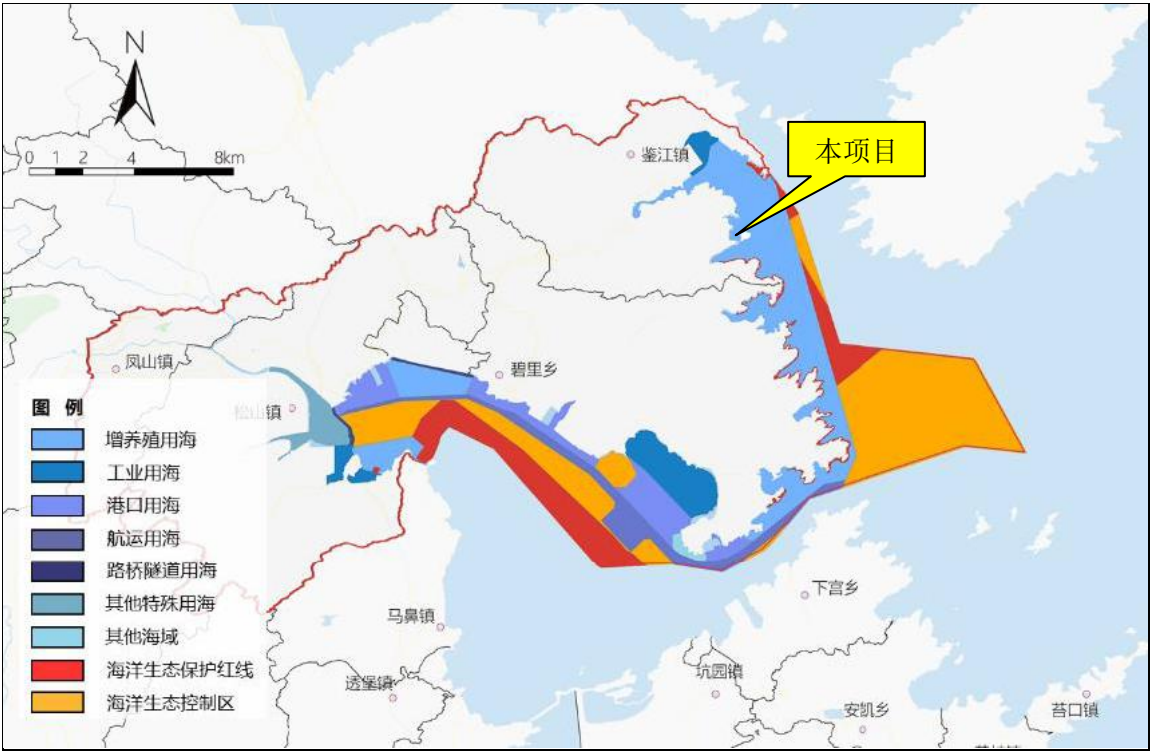 N
0 1 2 4 8km
鉴江镇
本项目
凤山镇
碧里乡
松山镇
图 例
增养殖用海
工业用海
港口用海
航运用海
路桥隧道用海
其他特殊用海
其他海域
海洋生态保护红线
海洋生态控制区
下宫乡
马鼻镇
透堡镇
坑园镇
安凯乡
苔口镇